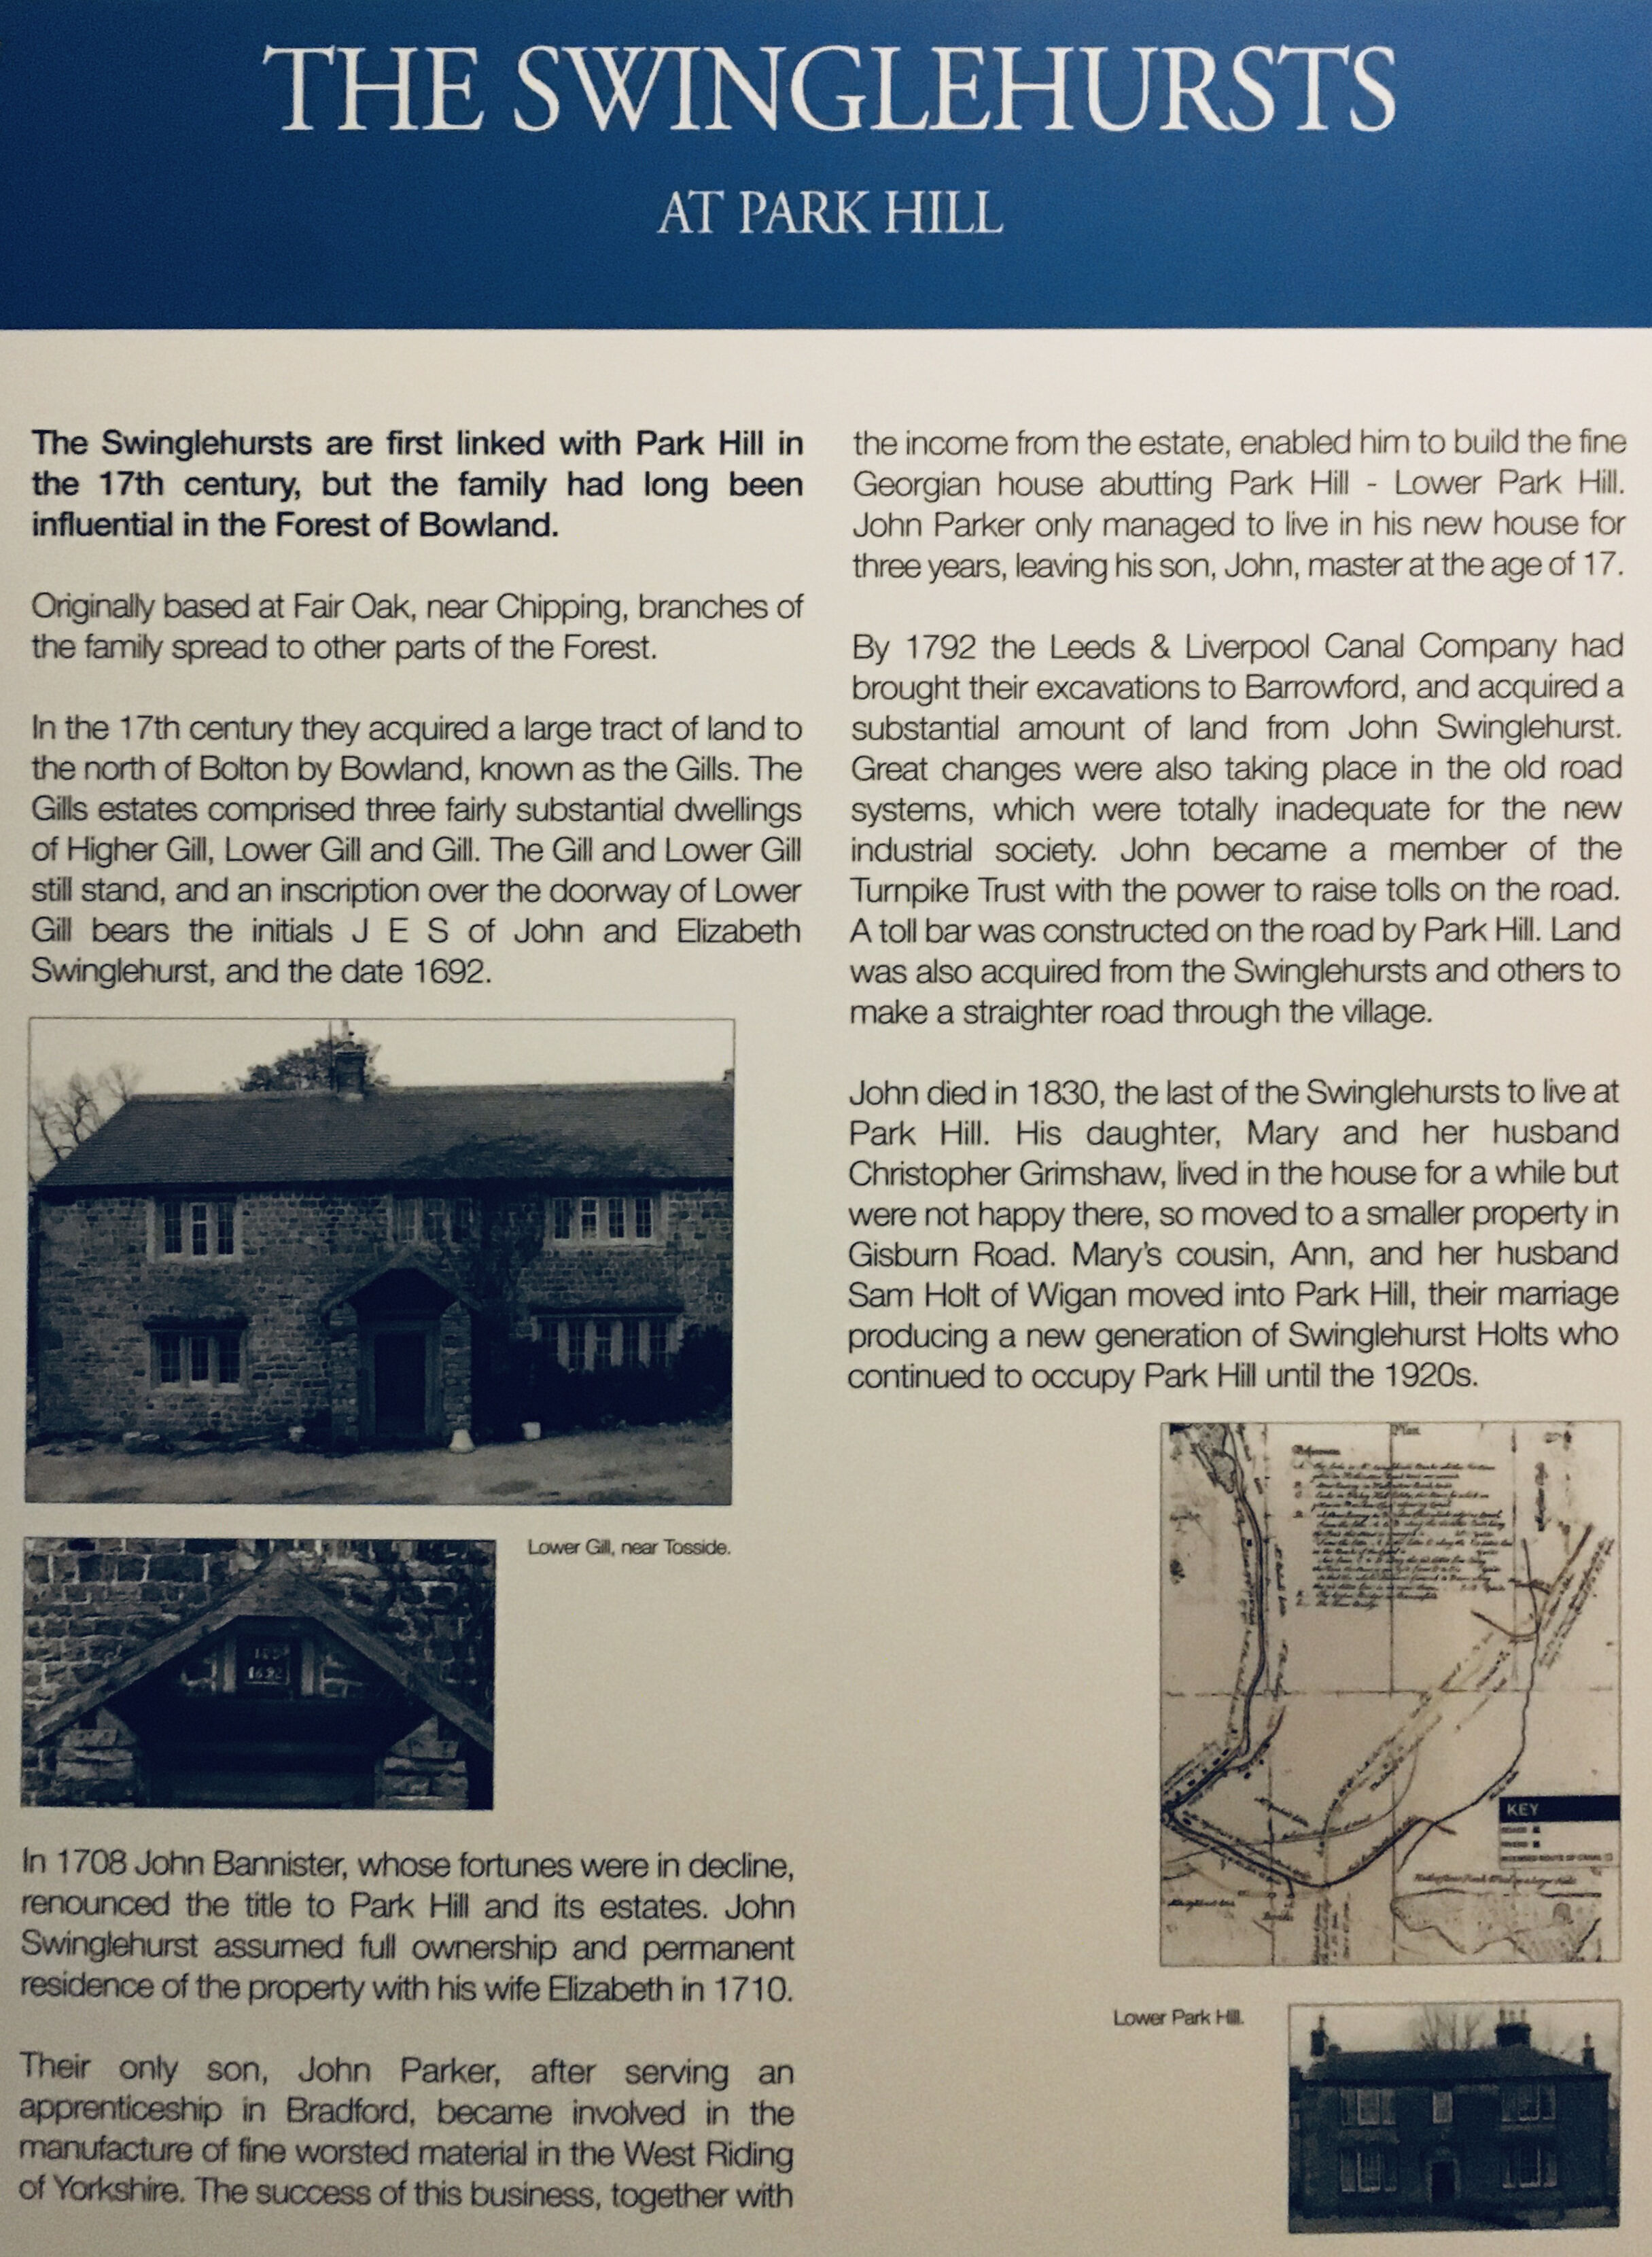 THE SWINGLEHURSTS
AT PARK HILL
The Swinglehursts are first linked with Park Hill in
the 17th century, but the family had long been
influential in the Forest of Bowland.
Originally based at Fair Oak, near Chipping, branches of
the family spread to other parts of the Forest.
In the 17th century they acquired a large tract of land to
the north of Bolton by Bowland, known as the Gills. The
Gills estates comprised three fairly substantial dwellings
of Higher Gill, Lower Gill and Gill. The Gill and Lower Gill
still stand, and an inscription over the doorway of Lower
Gill bears the initials J E S of John and Elizabeth
Swinglehurst, and the date 1692.
Lower Gill, near Tosside.
1692
In 1708 John Bannister, whose fortunes were in decline,
renounced the title to Park Hill and its estates. John
Swinglehurst assumed full ownership and permanent
residence of the property with his wife Elizabeth in 1710.
Their only son, John Parker, after serving an
apprenticeship in Bradford, became involved in the
manufacture of fine worsted material in the West Riding
of Yorkshire. The success of this business, together with
the income from the estate, enabled him to build the fine
Georgian house abutting Park Hill - Lower Park Hill.
John Parker only managed to live in his new house for
three years, leaving his son, John, master at the age of 17.
By 1792 the Leeds & Liverpool Canal Company had
brought their excavations to Barrowford, and acquired a
substantial amount of land from John Swinglehurst.
Great changes were also taking place in the old road
systems, which were totally inadequate for the new
industrial society. John became a member of the
Turnpike Trust with the power to raise tolls on the road.
A toll bar was constructed on the road by Park Hill. Land
was also acquired from the Swinglehursts and others to
make a straighter road through the village.
John died in 1830, the last of the Swinglehursts to live at
Park Hill. His daughter, Mary and her husband
Christopher Grimshaw, lived in the house for a while but
were not happy there, so moved to a smaller property in
Gisburn Road. Mary's cousin, Ann, and her husband
Sam Holt of Wigan moved into Park Hill, their marriage
producing a new generation of Swinglehurst Holts who
continued to occupy Park Hill until the 1920s.
Plan
KEY
Lower Park Hill.